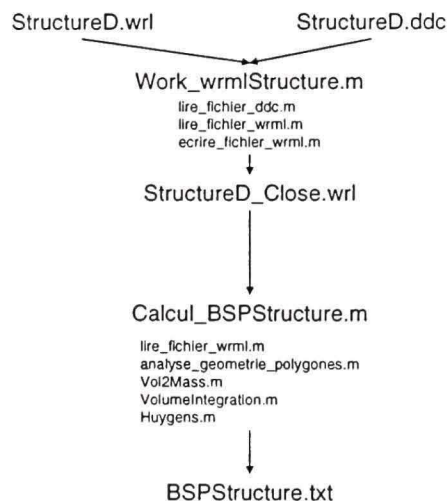 StructureD.wrl
StructureD.ddc
Work_wrmlStructure.m
lire_fichier_ddc.m
lire_fichier_wrml.m
ecrire_fichier_wrml.m
StructureD_Close.wrl
Calcul_BSPStructure.m
lire_fichier_wrml.m
analyse_geometrie_polygones.m
Vol2Mass.m
VolumeIntegration.m
Huygens.m
BSPStructure.txt